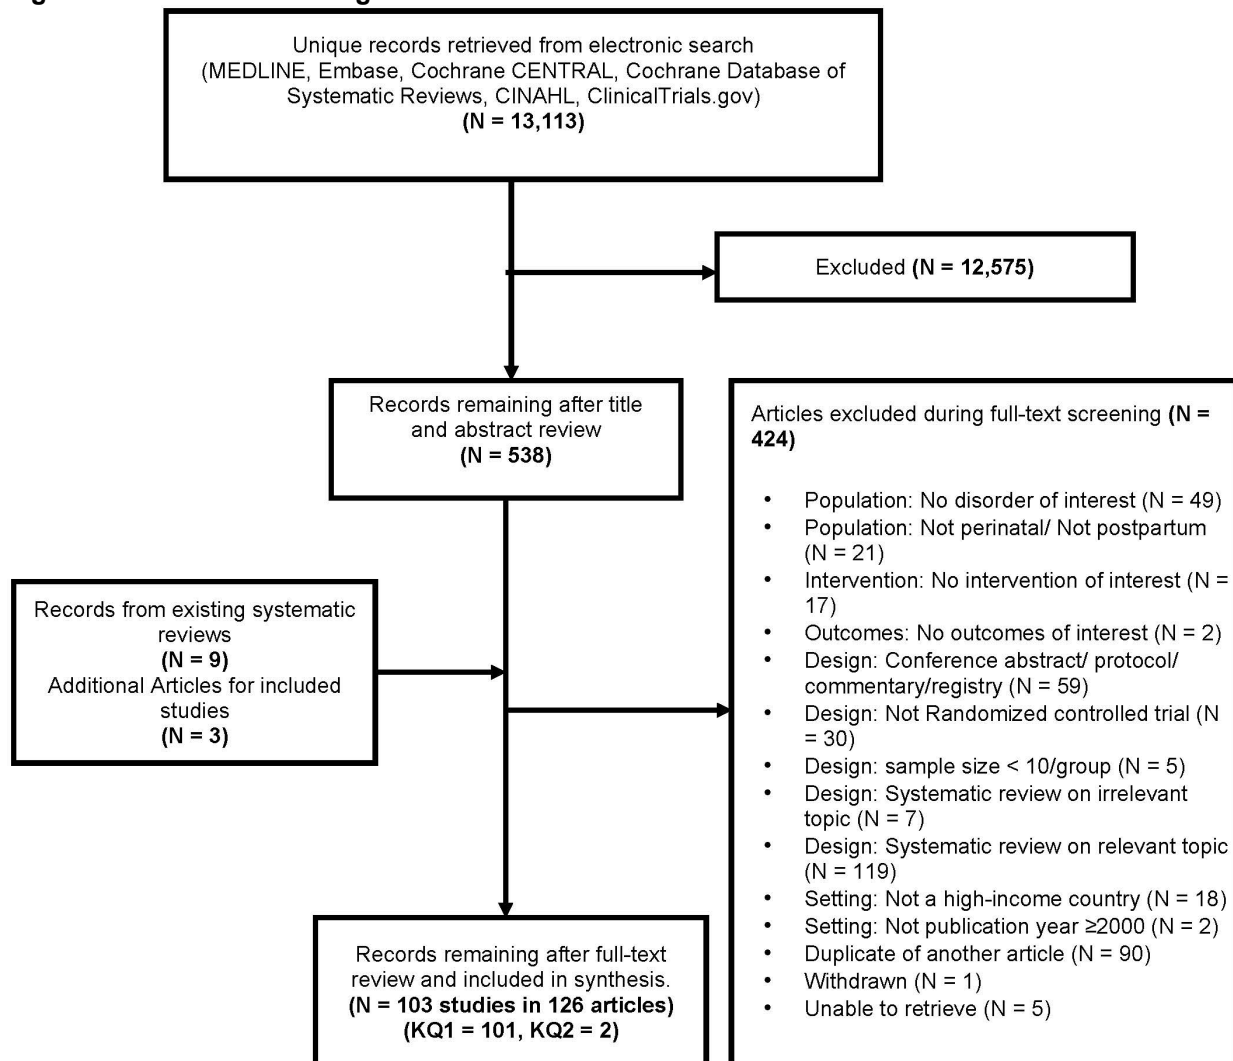 Unique records retrieved from electronic search
(MEDLINE, Embase, Cochrane CENTRAL, Cochrane Database of
Systematic Reviews, CINAHL, ClinicalTrials.gov)
(N = 13,113)
Excluded (N = 12,575)
Records remaining after title
and abstract review
(N = 538)
Records from existing systematic
reviews
(N = 9)
Additional Articles for included
studies
(N = 3)
Articles excluded during full-text screening (N =
424)
• Population: No disorder of interest (N = 49)
• Population: Not perinatal/ Not postpartum
(N = 21)
• Intervention: No intervention of interest (N =
17)
• Outcomes: No outcomes of interest (N = 2)
• Design: Conference abstract/ protocol/
commentary/registry (N = 59)
• Design: Not Randomized controlled trial (N
= 30)
• Design: sample size < 10/group (N = 5)
• Design: Systematic review on irrelevant
topic (N = 7)
• Design: Systematic review on relevant topic
(N = 119)
• Setting: Not a high-income country (N = 18)
• Setting: Not publication year ≥2000 (N = 2)
• Duplicate of another article (N = 90)
• Withdrawn (N = 1)
• Unable to retrieve (N = 5)
Records remaining after full-text
review and included in synthesis.
(N = 103 studies in 126 articles)
(KQ1 = 101, KQ2 = 2)